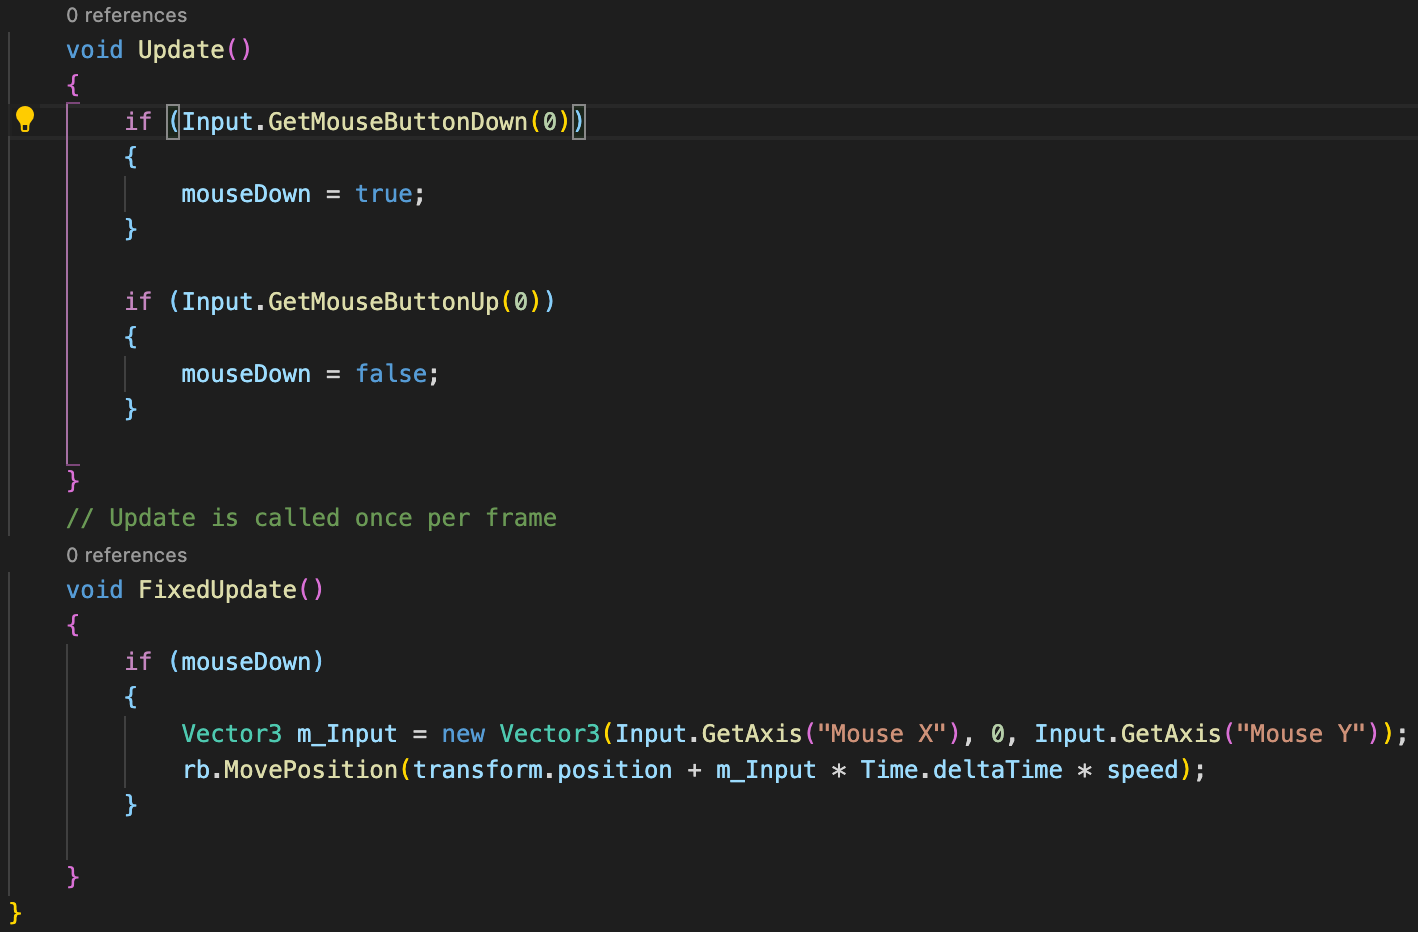 0 references
void Update()
{
if (Input.GetMouseButtonDown(0))
{
mouseDown = true;
}
if (Input.GetMouseButtonUp(0))
{
mouseDown = false;
}
}
// Update is called once per frame
0 references
void FixedUpdate()
{
if (mouseDown)
{
Vector3 m_Input = new Vector3(Input.GetAxis("Mouse X"), 0, Input.GetAxis("Mouse Y"));
rb.MovePosition(transform.position + m_Input * Time.deltaTime * speed);
}
}
}